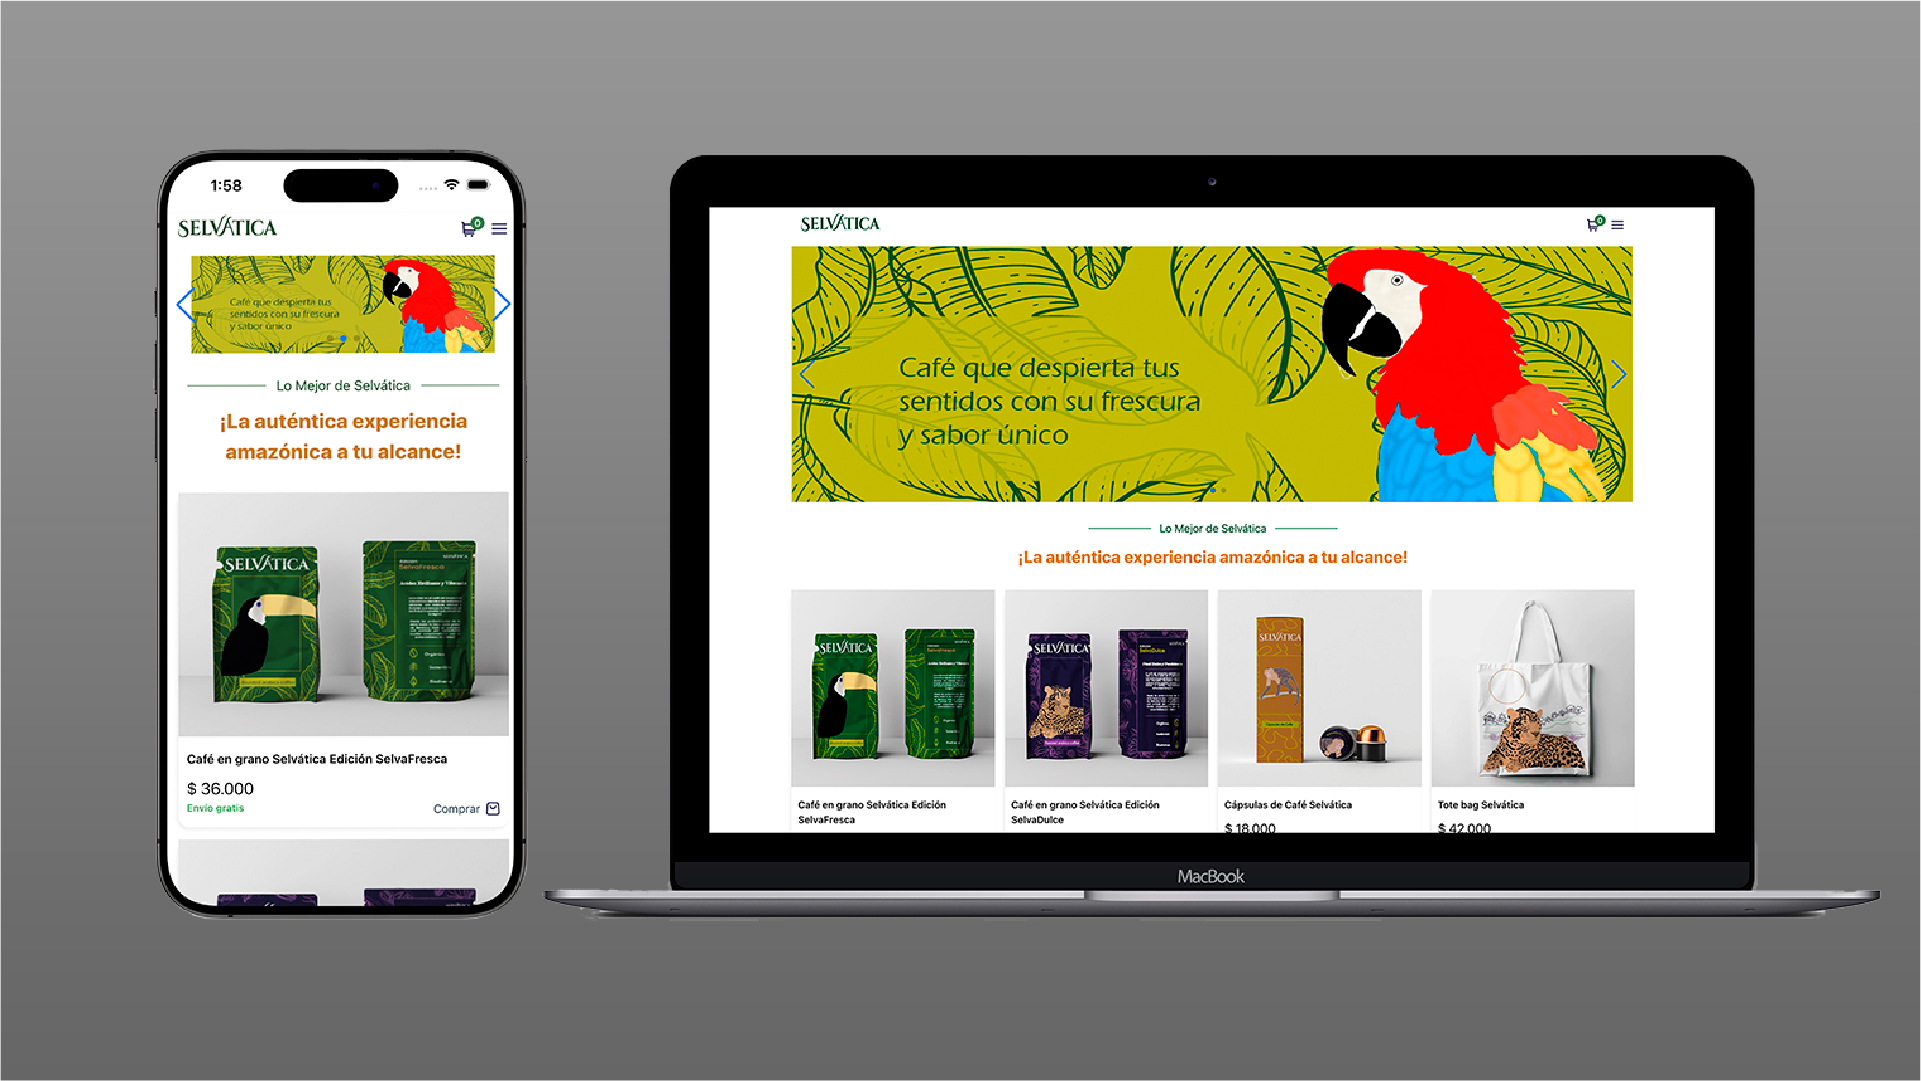 1:58
SELVÁTICA
0
Café que despierta tus
sentidos con su frescura
y sabor único
Lo Mejor de Selvática
¡La auténtica experiencia
amazónica a tu alcance!
SELVÁTICA
SelvaFresca
Café en grano Selvática Edición SelvaFresca
$ 36.000
Envío gratis
Comprar
SELVÁTICA
0
Café que despierta tus
sentidos con su frescura
y sabor único
Lo Mejor de Selvática
¡La auténtica experiencia amazónica a tu alcance!
SELVÁTICA
SelvaFresca
SELVÁTICA
SelvaDulce
SELVÁTICA
Café en grano Selvática Edición
SelvaFresca
Café en grano Selvática Edición
SelvaDulce
Cápsulas de Café Selvática
$ 18.000
Tote bag Selvática
$ 42.000
MacBook